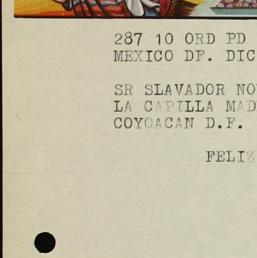 287 10 ORD PD
MEXICO DF. DIC
SR SLAVADOR NO
LA CAPILLA MAD
COYOACAN D.F.
FELIZ